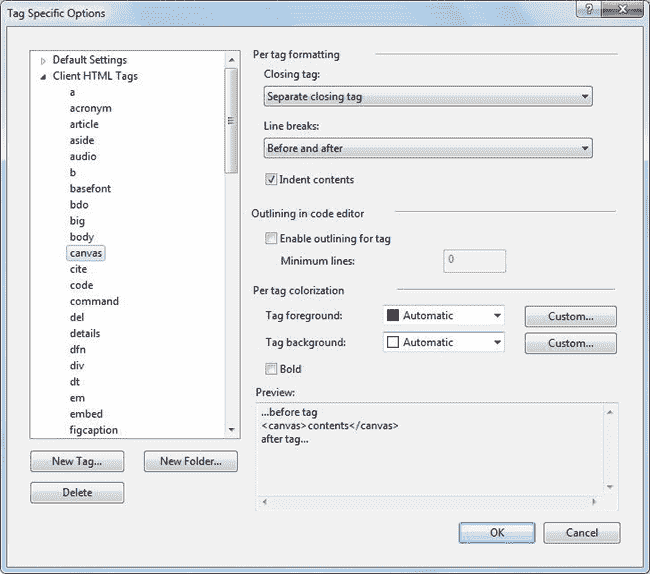 Tag Specific Options
Default Settings
Client HTML Tags
a
acronym
article
aside
audio
b
basefont
bdo
big
body
canvas
cite
code
command
del
details
dfn
div
dt
em
embed
figcaption
New Tag...
New Folder...
Delete
Per tag formatting
Closing tag:
Separate closing tag
Line breaks:
Before and after
Indent contents
Outlining in code editor
Enable outlining for tag
Minimum lines:
0
Per tag colorization
Tag foreground:
Automatic
Custom...
Tag background:
Automatic
Custom...
Bold
Preview:
...before tag
<canvas>contents</canvas>
after tag...
OK
Cancel